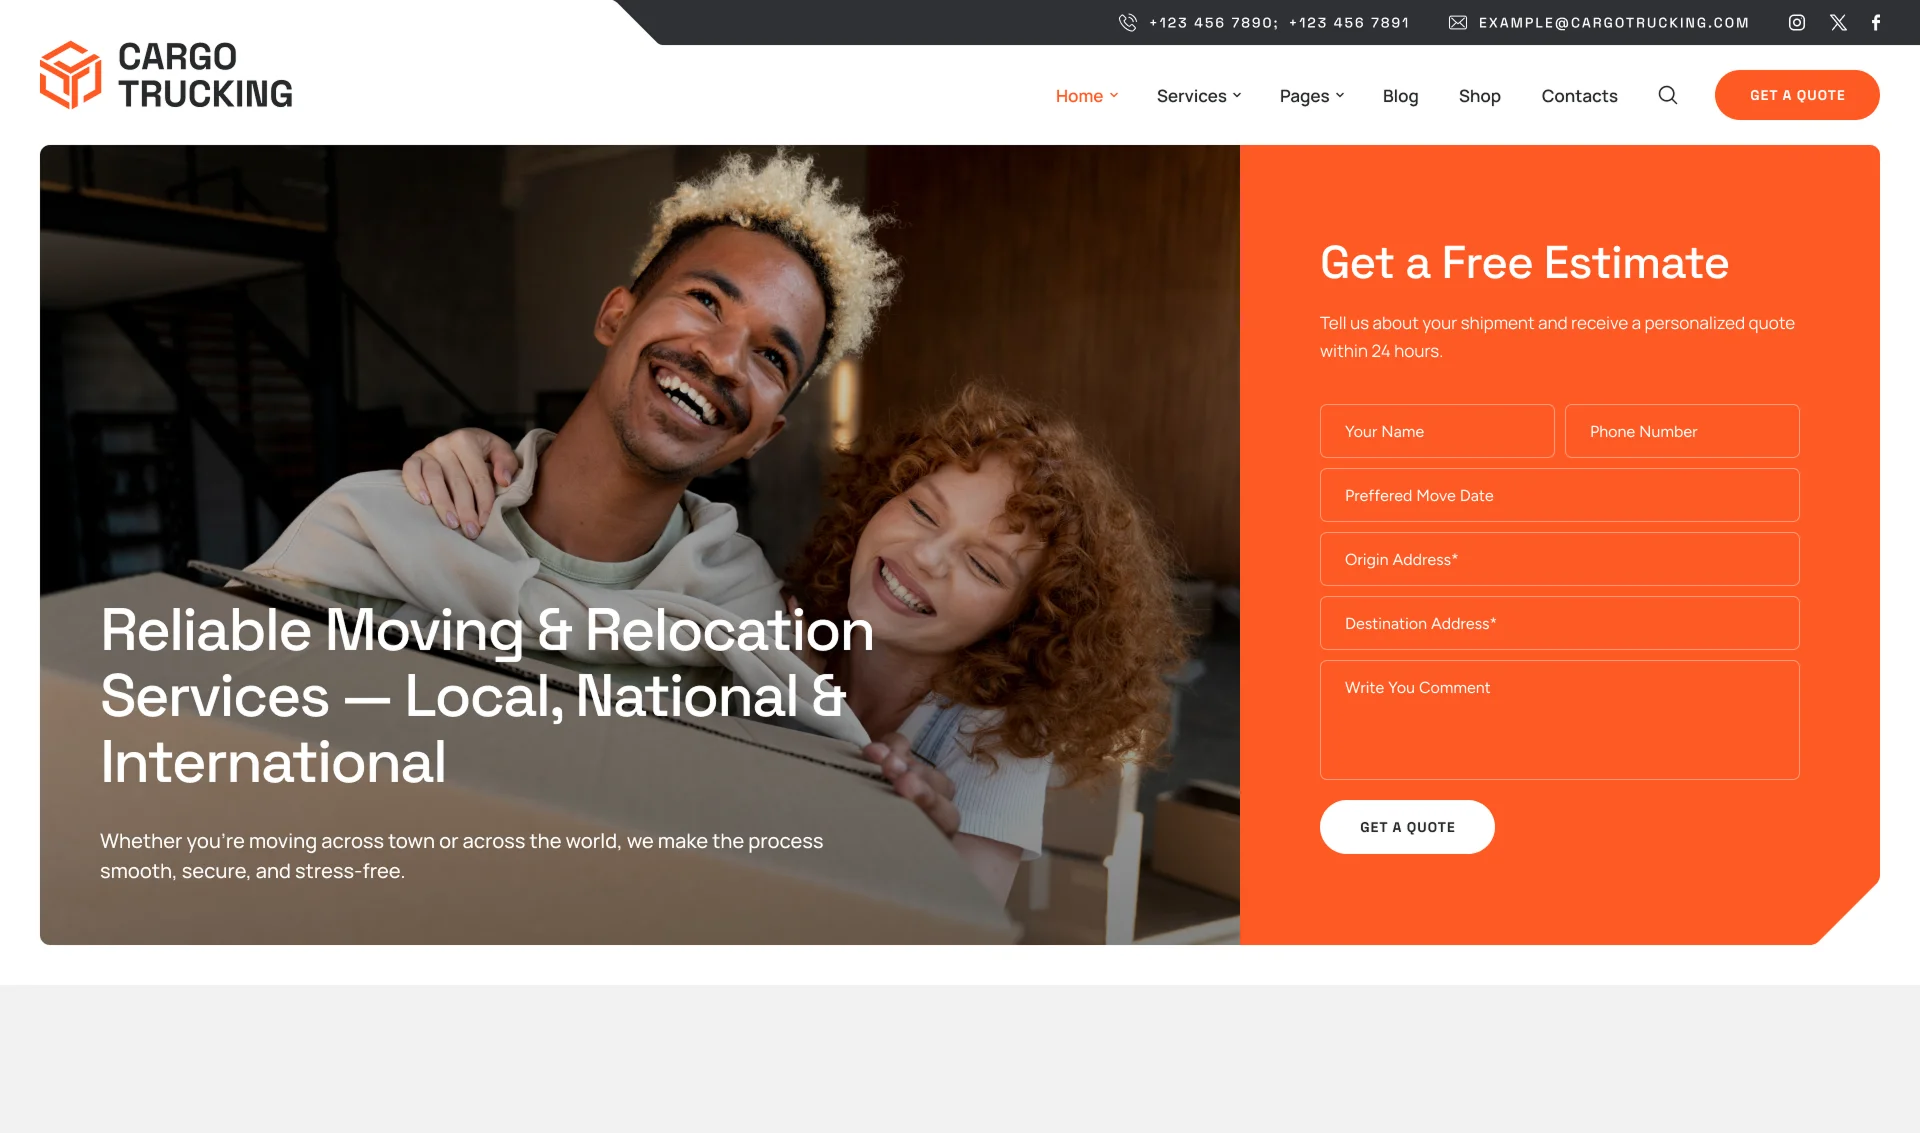 +123 456 7890; +123 456 7891
EXAMPLE@CARGOTRUCKING.COM
CARGO
TRUCKING
Home
Services
Pages
Blog
Shop
Contacts
GET A QUOTE
Reliable Moving & Relocation
Services — Local, National &
International
Whether you're moving across town or across the world, we make the process
smooth, secure, and stress-free.
Get a Free Estimate
Tell us about your shipment and receive a personalized quote
within 24 hours.
Your Name
Phone Number
Preffered Move Date
Origin Address*
Destination Address*
Write You Comment
GET A QUOTE